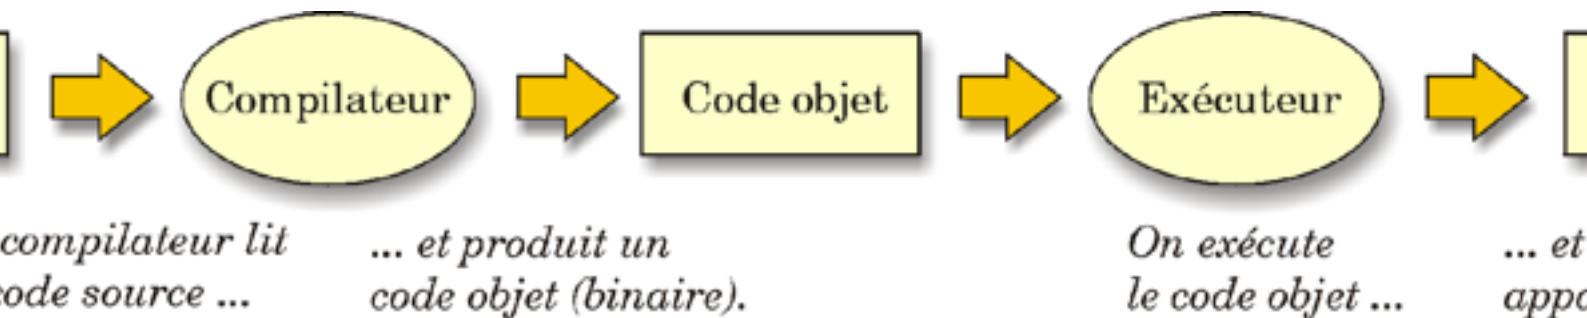 Compilateur
Code objet
Exécuteur
compilateur lit
code source ...
... et produit un
code objet (binaire).
On exécute
le code objet ...
... et